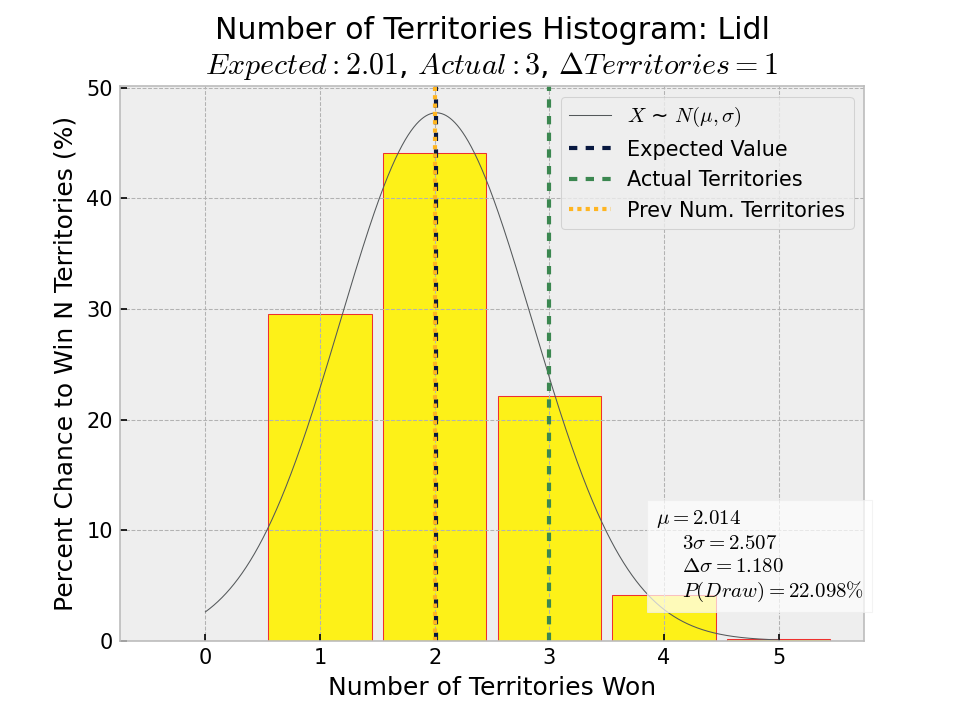 Number of Territories Histogram: Lidl
Expected : 2.01, Actual : 3, ΔTerritories = 1
Percent Chance to Win N Territories (%)
50
40
30
20
10
0
X ~ N(μ, σ)
Expected Value
Actual Territories
Prev Num. Territories
μ = 2.014
3σ = 2.507
Δσ = 1.180
P(Draw) = 22.098%
0 1 2 3 4 5
Number of Territories Won